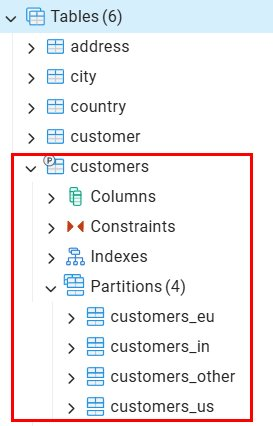 Tables (6)
address
city
country
customer
P
customers
Columns
Constraints
Indexes
Partitions (4)
customers_eu
customers_in
customers_other
customers_us